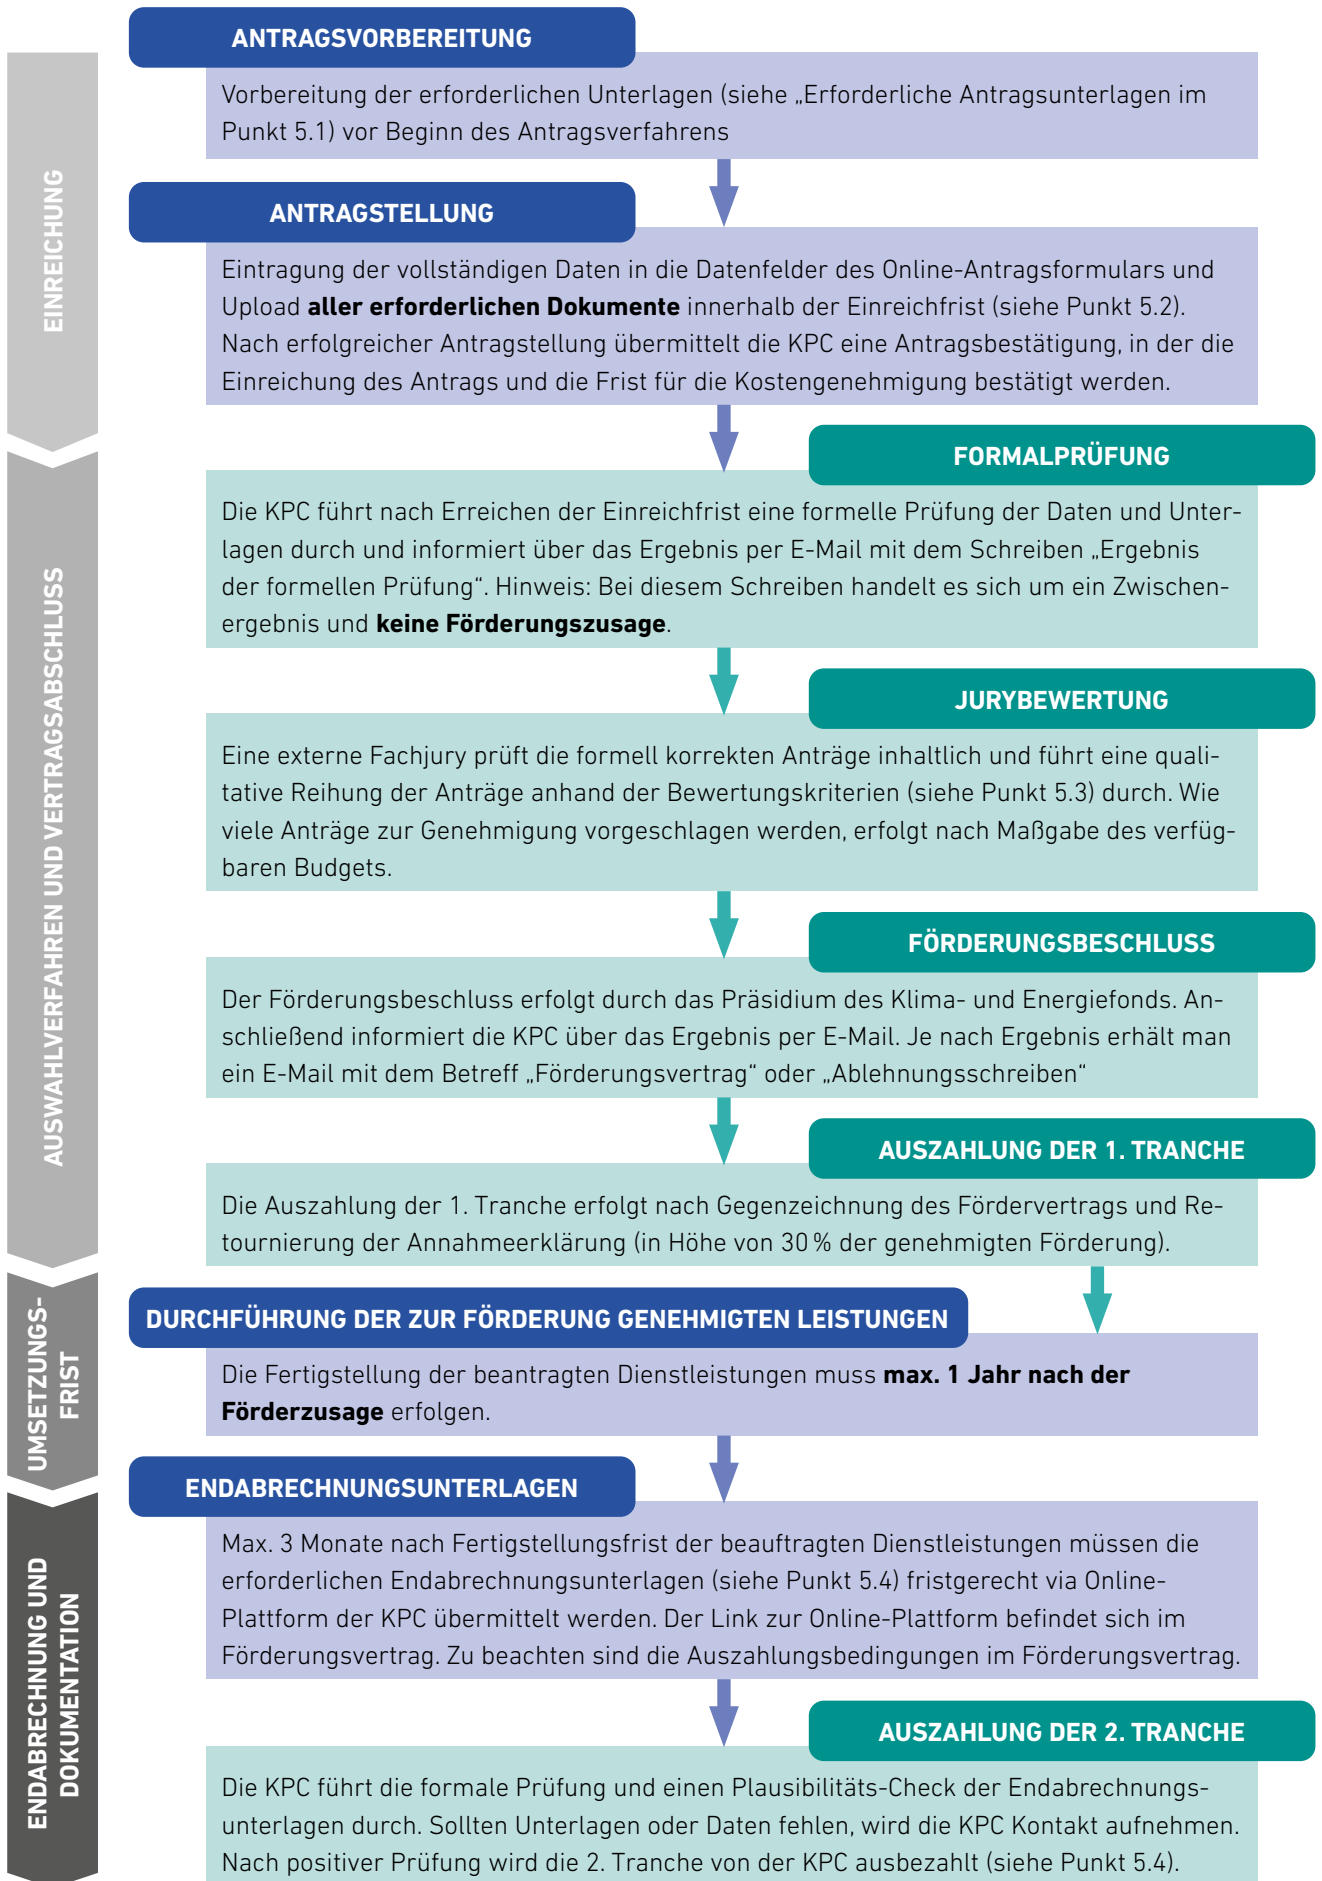 ANTRAGSVORBEREITUNG
Vorbereitung der erforderlichen Unterlagen (siehe „Erforderliche Antragsunterlagen im
Punkt 5.1) vor Beginn des Antragsverfahrens
EINREICHUNG
ANTRAGSTELLUNG
Eintragung der vollständigen Daten in die Datenfelder des Online-Antragsformulars und
Upload aller erforderlichen Dokumente innerhalb der Einreichfrist (siehe Punkt 5.2).
Nach erfolgreicher Antragstellung übermittelt die KPC eine Antragsbestätigung, in der die
Einreichung des Antrags und die Frist für die Kostengenehmigung bestätigt werden.
AUSWAHLVERFAHREN UND VERTRAGSABSCHLUSS
FORMALPRÜFUNG
Die KPC führt nach Erreichen der Einreichfrist eine formelle Prüfung der Daten und Unter-
lagen durch und informiert über das Ergebnis per E-Mail mit dem Schreiben „Ergebnis
der formellen Prüfung“. Hinweis: Bei diesem Schreiben handelt es sich um ein Zwischen-
ergebnis und keine Förderungszusage.
JURYBEWERTUNG
Eine externe Fachjury prüft die formell korrekten Anträge inhaltlich und führt eine quali-
tative Reihung der Anträge anhand der Bewertungskriterien (siehe Punkt 5.3) durch. Wie
viele Anträge zur Genehmigung vorgeschlagen werden, erfolgt nach Maßgabe des verfüg-
baren Budgets.
FÖRDERUNGSBESCHLUSS
Der Förderungsbeschluss erfolgt durch das Präsidium des Klima- und Energiefonds. An-
schließend informiert die KPC über das Ergebnis per E-Mail. Je nach Ergebnis erhält man
ein E-Mail mit dem Betreff „Förderungsvertrag“ oder „Ablehnungsschreiben“
AUSZAHLUNG DER 1. TRANCHE
Die Auszahlung der 1. Tranche erfolgt nach Gegenzeichnung des Fördervertrags und Re-
tournierung der Annahmeerklärung (in Höhe von 30 % der genehmigten Förderung).
UMSETZUNGS-
FRIST
DURCHFÜHRUNG DER ZUR FÖRDERUNG GENEHMIGTEN LEISTUNGEN
Die Fertigstellung der beantragten Dienstleistungen muss max. 1 Jahr nach der
Förderzusage erfolgen.
ENDABRECHNUNG UND
DOKUMENTATION
ENDABRECHNUNGSUNTERLAGEN
Max. 3 Monate nach Fertigstellungsfrist der beauftragten Dienstleistungen müssen die
erforderlichen Endabrechnungsunterlagen (siehe Punkt 5.4) fristgerecht via Online-
Plattform der KPC übermittelt werden. Der Link zur Online-Plattform befindet sich im
Förderungsvertrag. Zu beachten sind die Auszahlungsbedingungen im Förderungsvertrag.
AUSZAHLUNG DER 2. TRANCHE
Die KPC führt die formale Prüfung und einen Plausibilitäts-Check der Endabrechnungs-
unterlagen durch. Sollten Unterlagen oder Daten fehlen, wird die KPC Kontakt aufnehmen.
Nach positiver Prüfung wird die 2. Tranche von der KPC ausbezahlt (siehe Punkt 5.4).